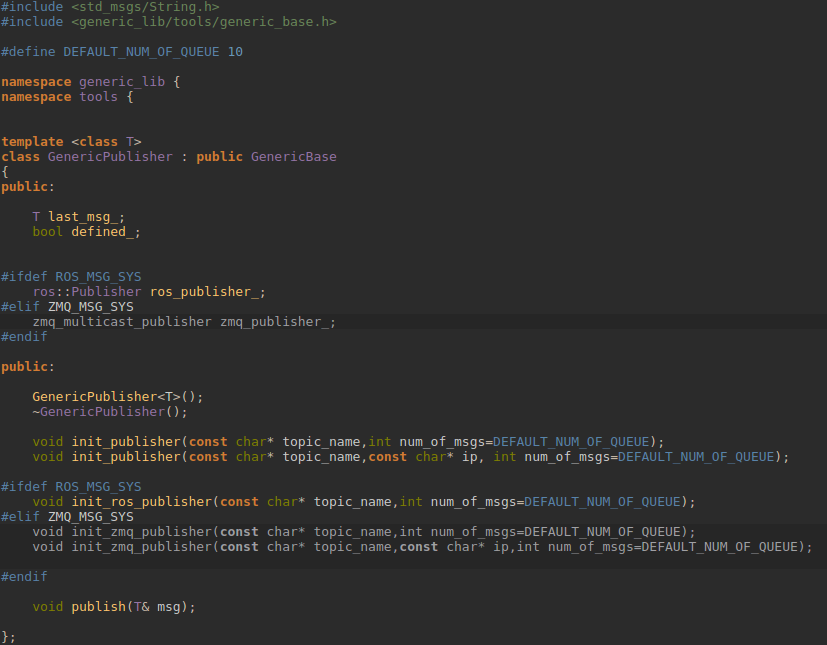 #include <std_msgs/String.h>
#include <generic_lib/tools/generic_base.h>
#define DEFAULT_NUM_OF_QUEUE 10
namespace generic_lib {
namespace tools {
template <class T>
class GenericPublisher : public GenericBase
{
public:
T last_msg_;
bool defined_;
#ifdef ROS_MSG_SYS
ros::Publisher ros_publisher_;
#elif ZMQ_MSG_SYS
zmq_multicast_publisher zmq_publisher_;
#endif
public:
GenericPublisher<T>();
~GenericPublisher();
void init_publisher(const char* topic_name,int num_of_msgs=DEFAULT_NUM_OF_QUEUE);
void init_publisher(const char* topic_name,const char* ip, int num_of_msgs=DEFAULT_NUM_OF_QUEUE);
#ifdef ROS_MSG_SYS
void init_ros_publisher(const char* topic_name,int num_of_msgs=DEFAULT_NUM_OF_QUEUE);
#elif ZMQ_MSG_SYS
void init_zmq_publisher(const char* topic_name,int num_of_msgs=DEFAULT_NUM_OF_QUEUE);
void init_zmq_publisher(const char* topic_name,const char* ip,int num_of_msgs=DEFAULT_NUM_OF_QUEUE);
#endif
void publish(T& msg);
};